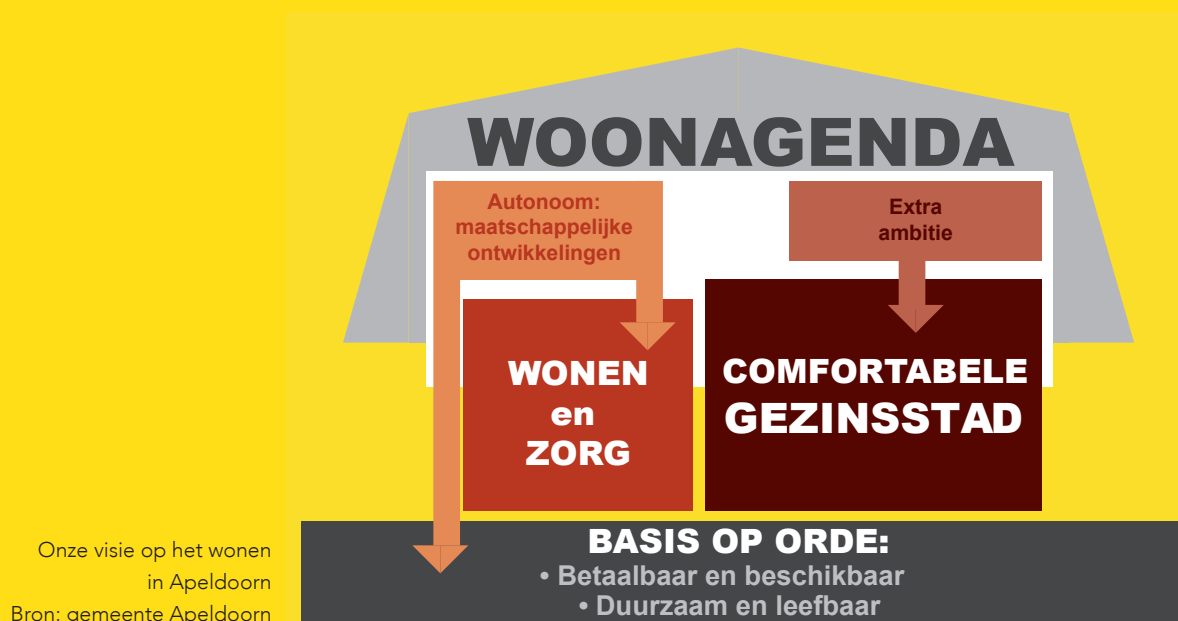 WOONAGENDA
Autonoom:
maatschappelijke
ontwikkelingen
Extra
ambitie
WONEN
en
ZORG
COMFORTABELE
GEZINSSTAD
BASIS OP ORDE:
• Betaalbaar en beschikbaar
• Duurzaam en leefbaar
Onze visie op het wonen
in Apeldoorn
Bron: gemeente Apeldoorn